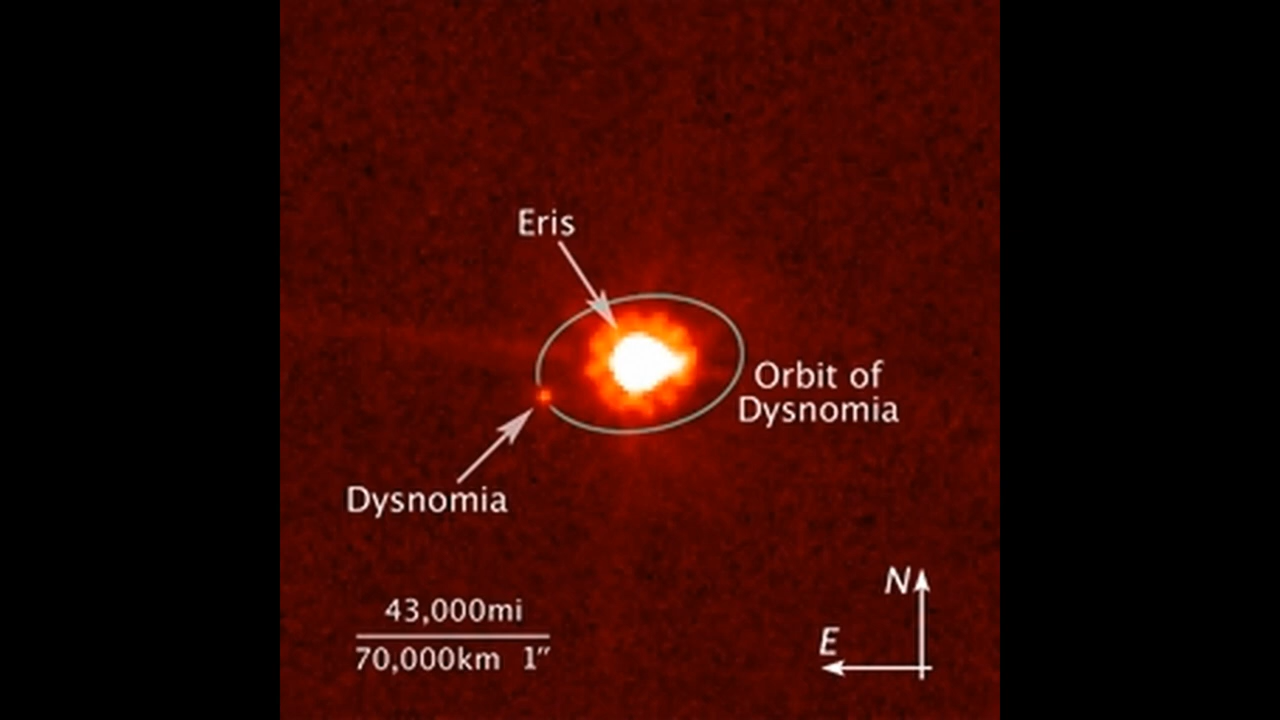 Eris
Orbit of
Dysnomia
Dysnomia
43,000mi
70,000km 1″
N
E